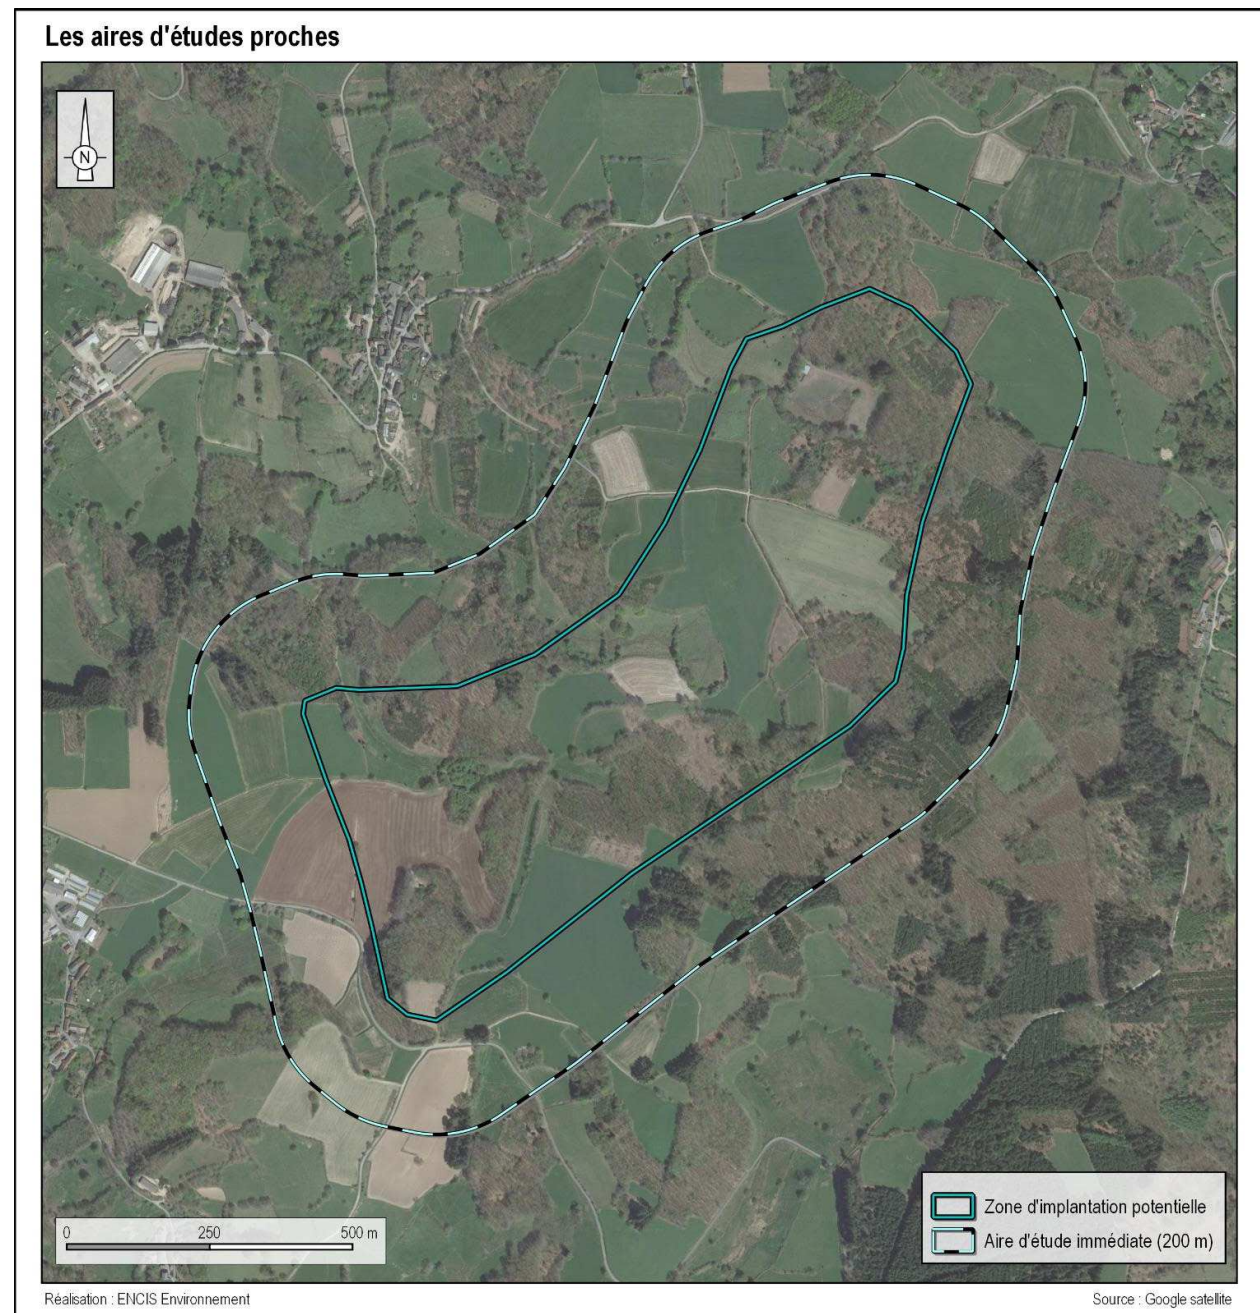 Les aires d'études proches
N
0 250 500 m
Zone d'implantation potentielle
Aire d'étude immédiate (200 m)
Réalisation : ENCIS Environnement
Source : Google satellite